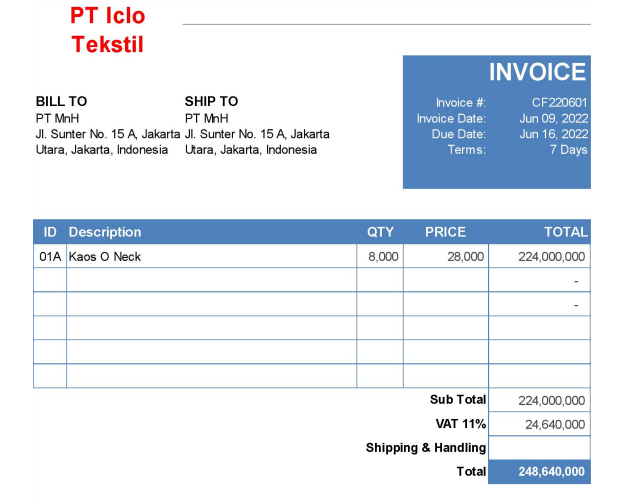 PT Iclo
Tekstil
INVOICE
BILL TO SHIP TO Invoice #: CF220601
PT MnH PT MnH Invoice Date: Jun 09, 2022
Jl. Sunter No. 15 A, Jakarta Jl. Sunter No. 15 A, Jakarta Due Date: Jun 16, 2022
Utara, Jakarta, Indonesia Utara, Jakarta, Indonesia Terms: 7 Days
ID Description QTY PRICE TOTAL
01A Kaos O Neck 8,000 28,000 224,000,000
-
-
Sub Total 224,000,000
VAT 11% 24,640,000
Shipping & Handling
Total 248,640,000